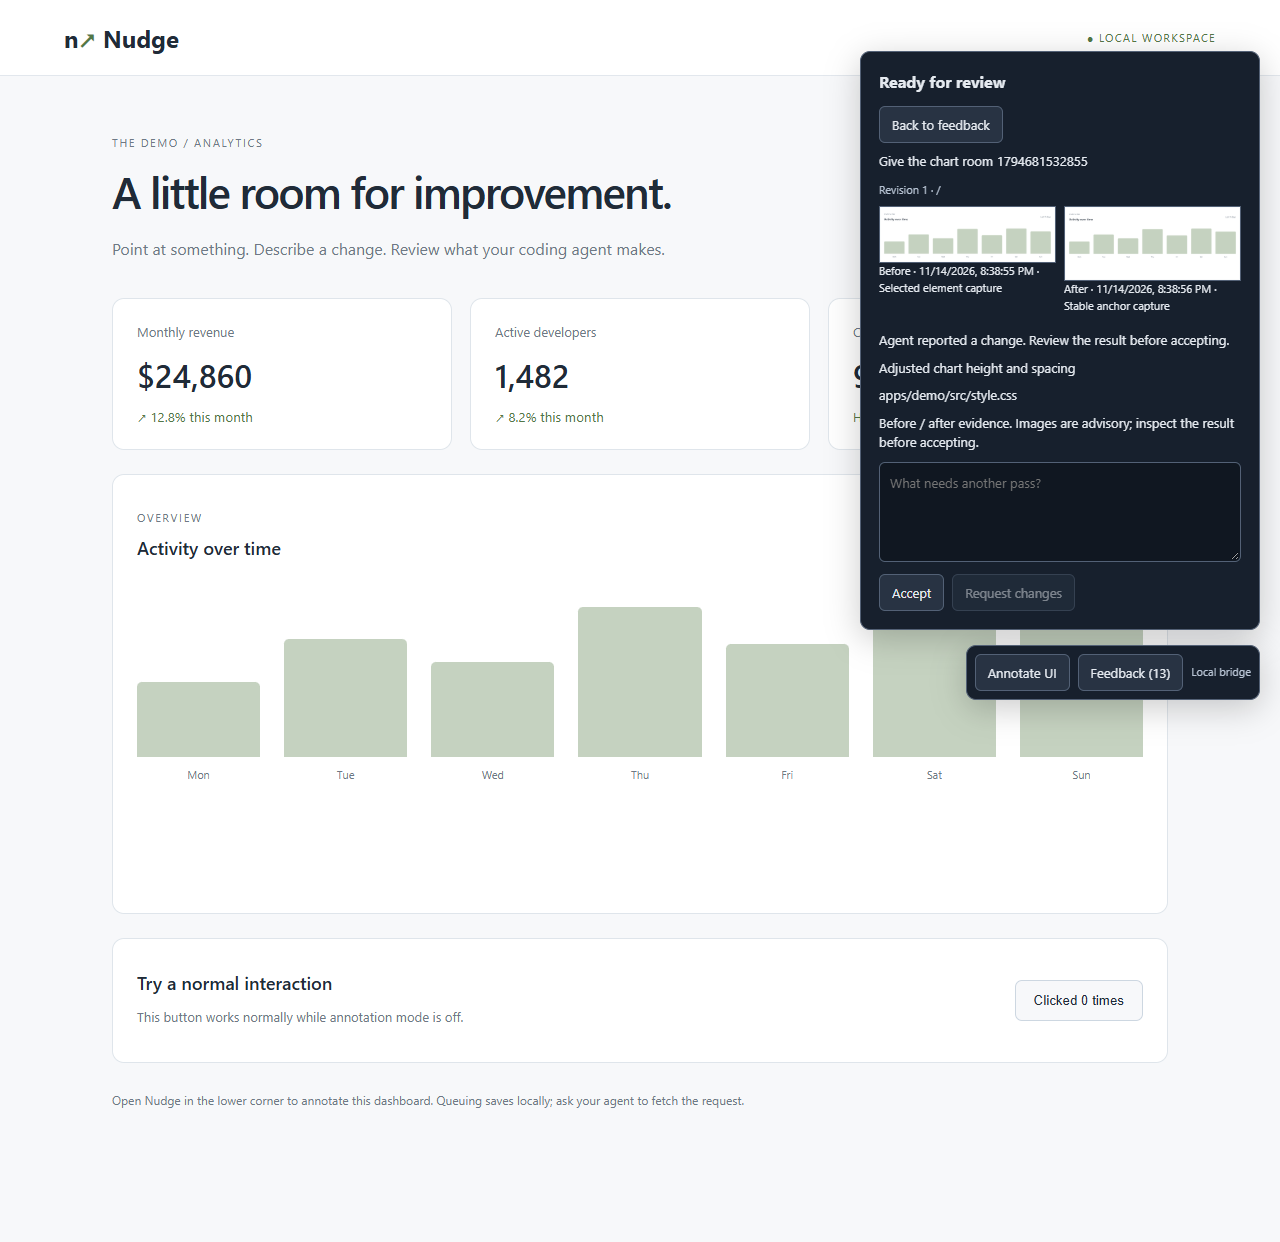 n↗ Nudge
● LOCAL WORKSPACE
THE DEMO / ANALYTICS
A little room for improvement.
Point at something. Describe a change. Review what your coding agent makes.
Monthly revenue
$24,860
↗ 12.8% this month
Active developers
1,482
↗ 8.2% this month
OVERVIEW
Activity over time
Mon
Tue
Wed
Thu
Fri
Sat
Sun
Try a normal interaction
This button works normally while annotation mode is off.
Clicked 0 times
Open Nudge in the lower corner to annotate this dashboard. Queuing saves locally; ask your agent to fetch the request.
Ready for review
Back to feedback
Give the chart room 1794681532855
Revision 1 · /
Before · 11/14/2026, 8:38:55 PM ·
Selected element capture
After · 11/14/2026, 8:38:56 PM ·
Stable anchor capture
Agent reported a change. Review the result before accepting.
Adjusted chart height and spacing
apps/demo/src/style.css
Before / after evidence. Images are advisory; inspect the result
before accepting.
What needs another pass?
Accept
Request changes
Annotate UI
Feedback (13)
Local bridge